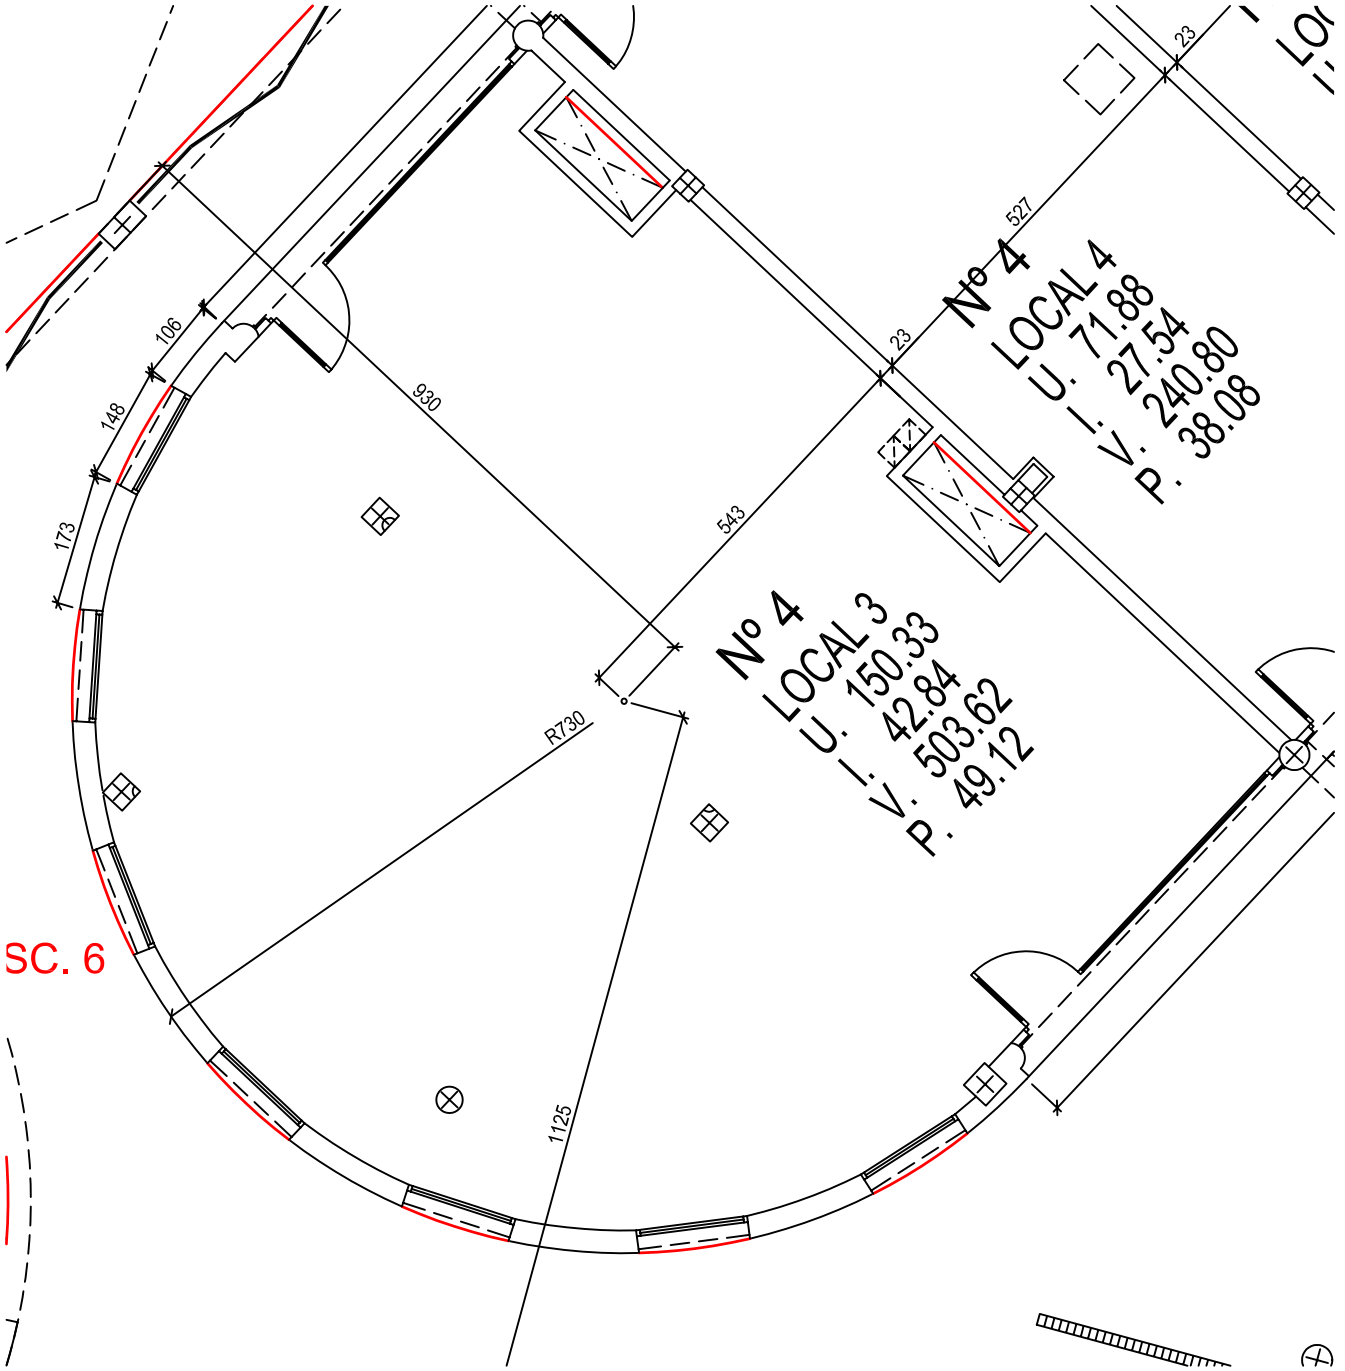 23
LOC
527
Nº 4
LOCAL 4
U. 71.88
I. 27.54
V. 240.80
P. 38.08
23
106
148
173
930
543
Nº 4
LOCAL 3
U. 150.33
I. 42.84
V. 503.62
P. 49.12
R730
SC. 6
1125